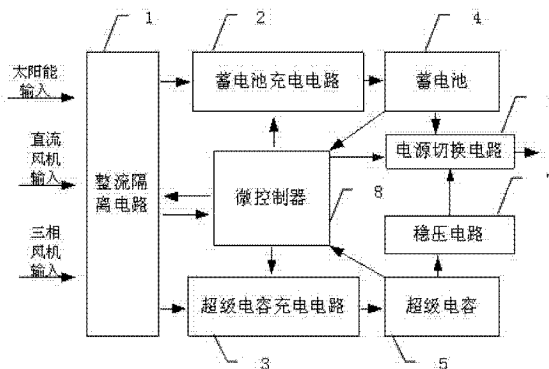 1
2
4
太阳能
输入
直流
风机
输入
三相
风机
输入
整流隔
离电路
蓄电池充电电路
蓄电池
微控制器
8
电源切换电路
稳压电路
超级电容充电电路
超级电容
3
5